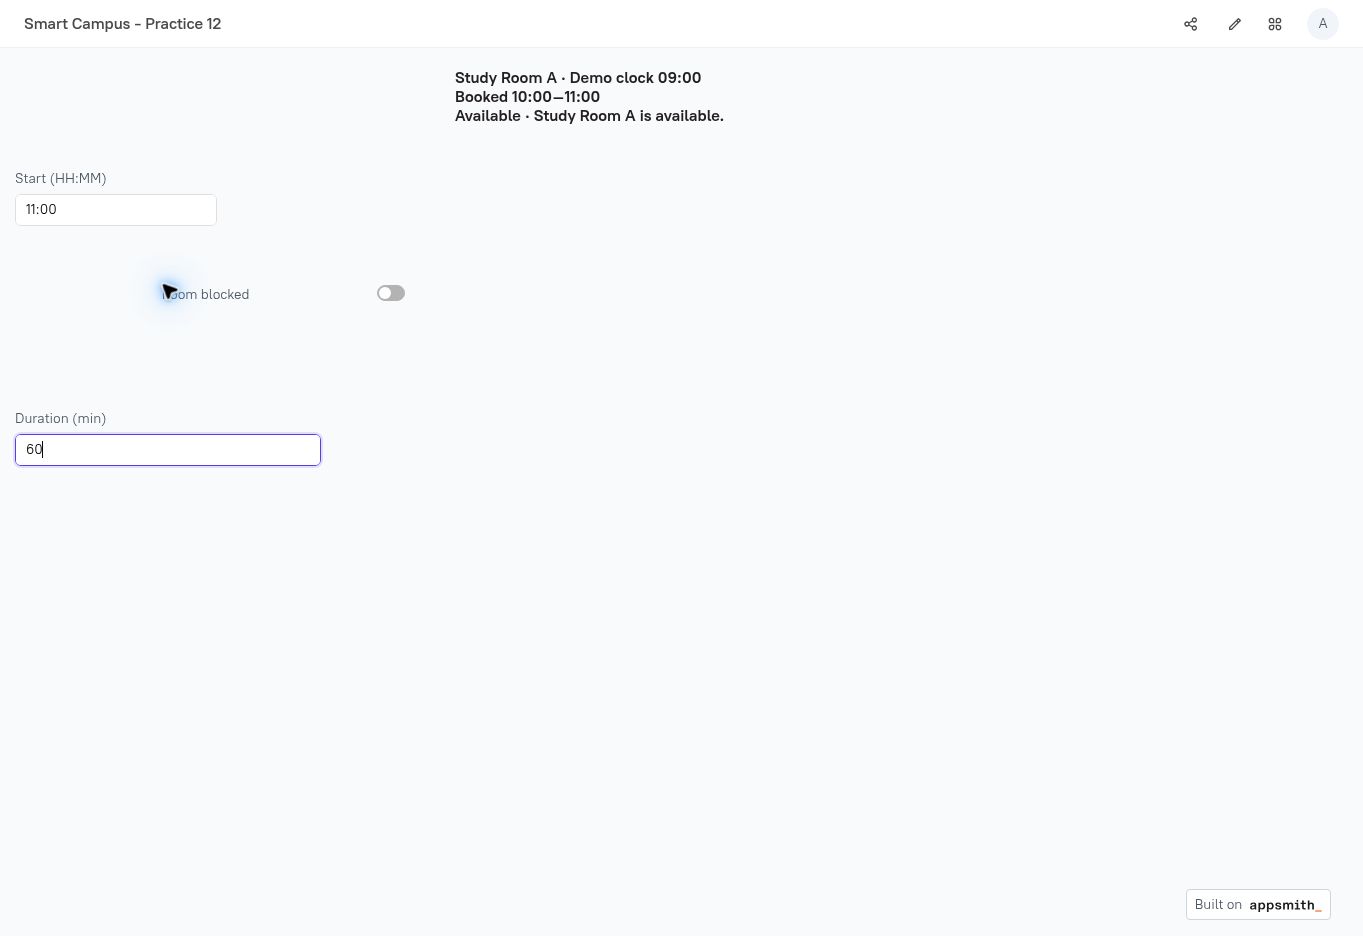 Smart Campus - Practice 12
A
Study Room A · Demo clock 09:00
Booked 10:00–11:00
Available · Study Room A is available.
Start (HH:MM)
11:00
Room blocked
Duration (min)
60
Built on appsmith_